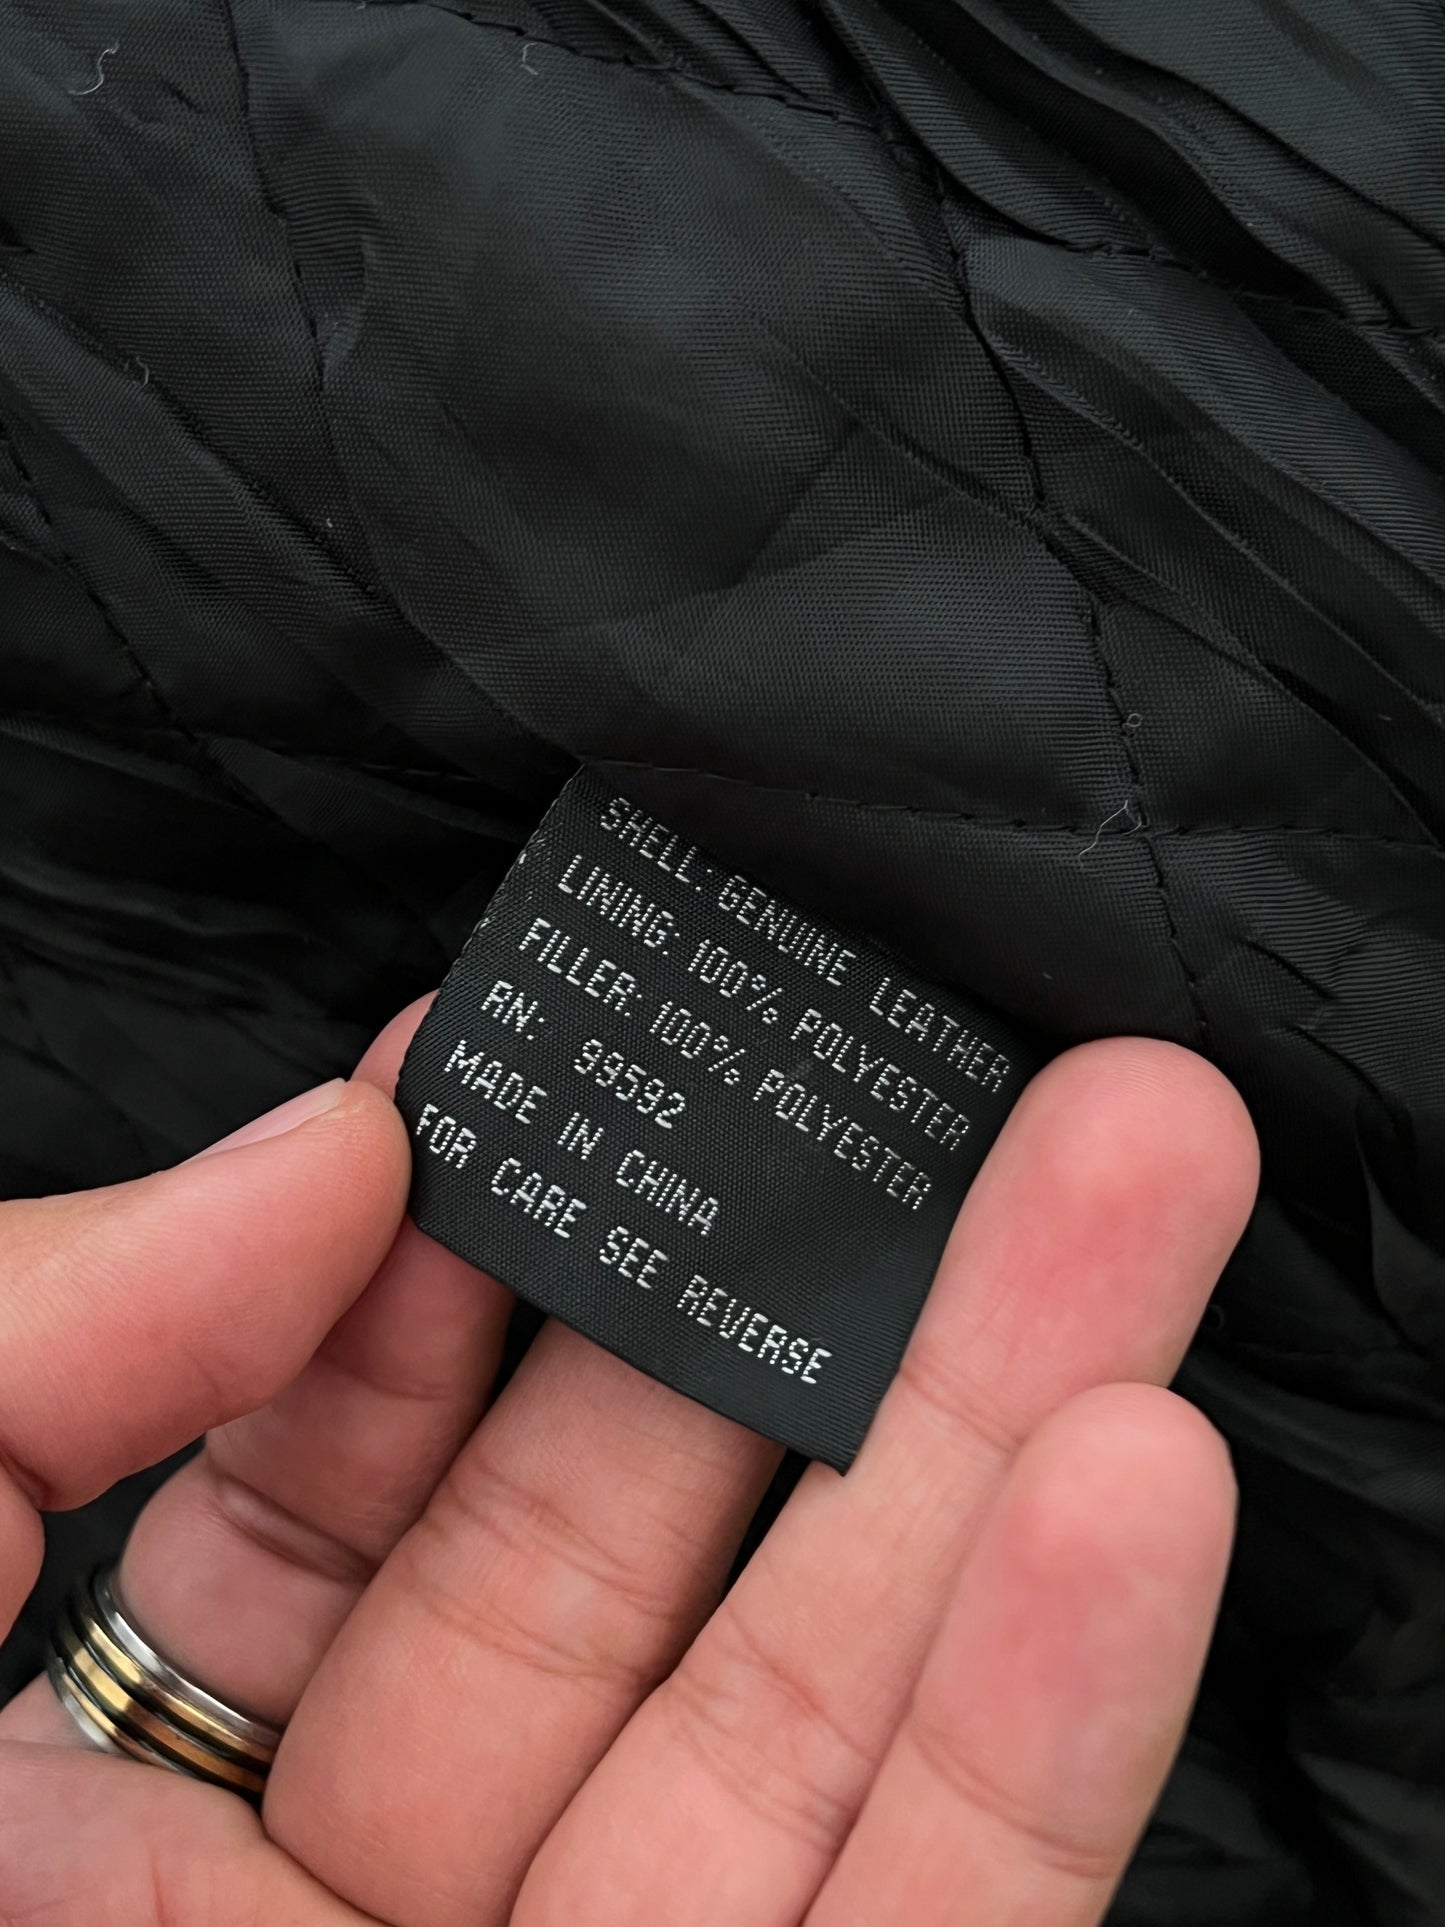 SHELL: GENUINE LEATHER
LINING: 100% POLYESTER
FILLER: 100% POLYESTER
RN: 99592
MADE IN CHINA
FOR CARE SEE REVERSE